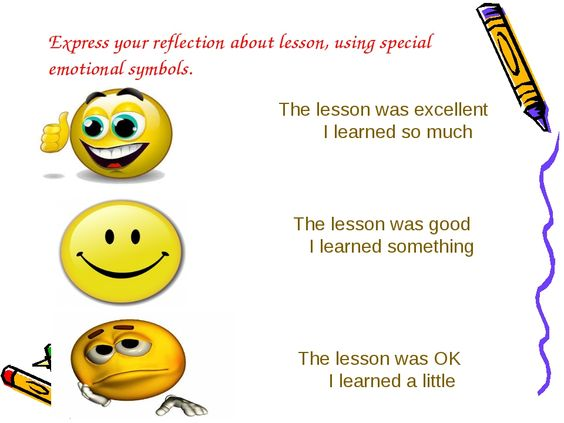 Express your reflection about lesson, using special
emotional symbols.
The lesson was excellent
I learned so much
The lesson was good
I learned something
The lesson was OK
I learned a little